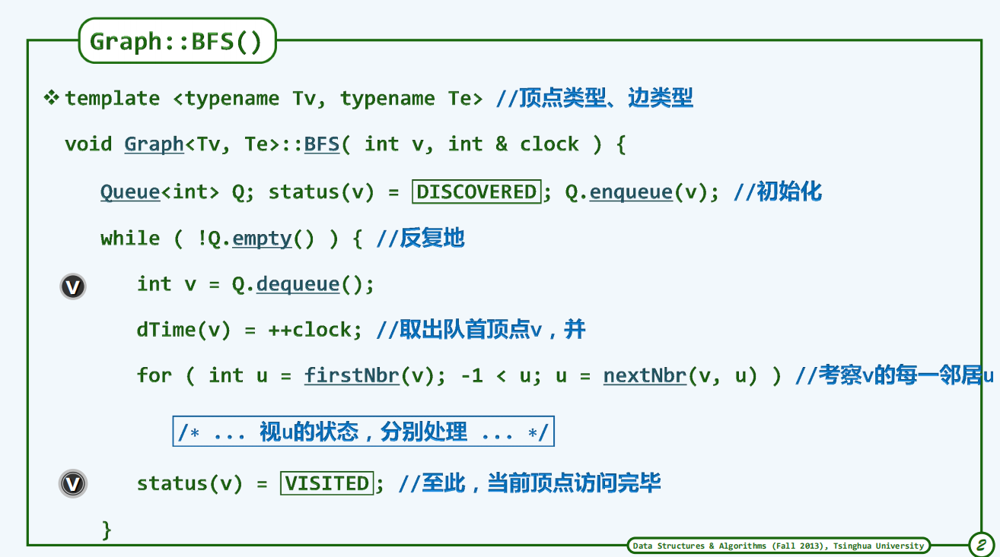 Graph::BFS()
❖ template <typename Tv, typename Te> //顶点类型、边类型
void Graph<Tv, Te>::BFS( int v, int & clock ) {
Queue<int> Q; status(v) = DISCOVERED; Q.enqueue(v); //初始化
while ( !Q.empty() ) { //反复地
V int v = Q.dequeue();
dTime(v) = ++clock; //取出队首顶点v，并
for ( int u = firstNbr(v); -1 < u; u = nextNbr(v, u) ) //考察v的每一邻居u
/* ... 视u的状态，分别处理 ... */
V status(v) = VISITED; //至此，当前顶点访问完毕
}
Data Structures & Algorithms (Fall 2013), Tsinghua University
2